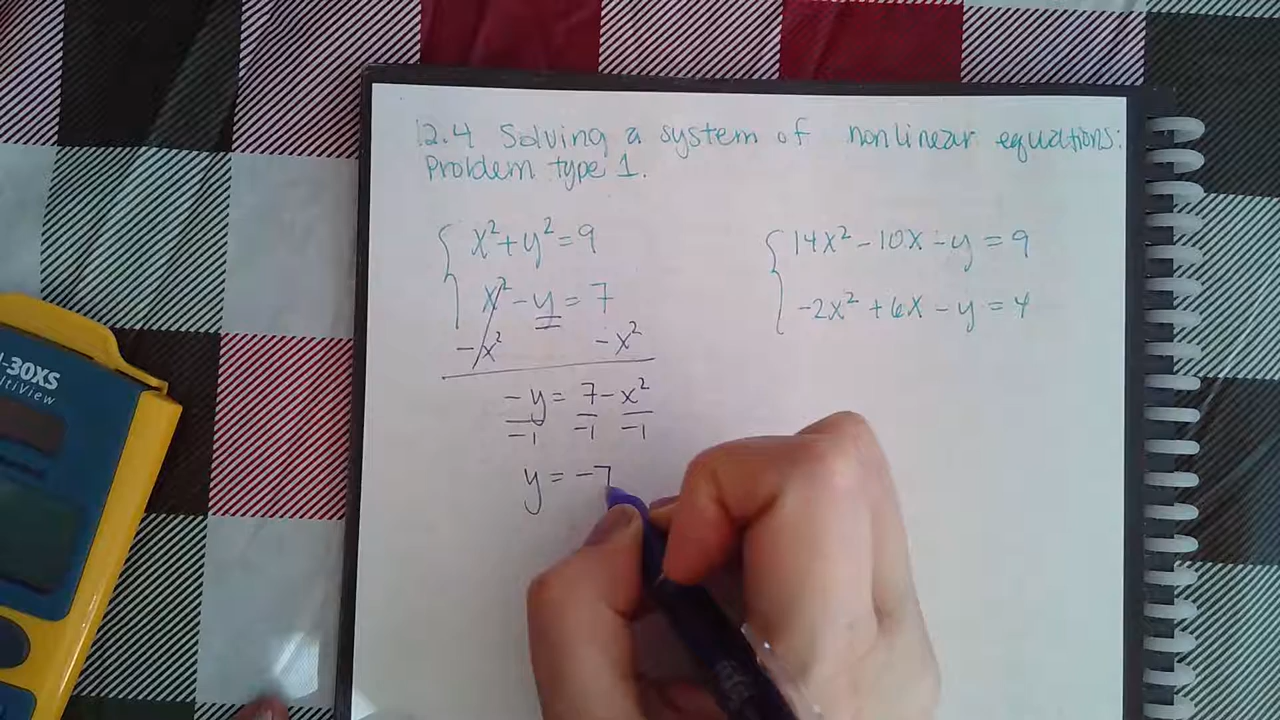 12.4 Solving a system of nonlinear equations:
Problem type 1.
x² + y² = 9
x² - y = 7
-x² -x²
-y = 7 - x²
-1 -1 -1
y = -7
14x² - 10x - y = 9
-2x² + 6x - y = 4
-30XS
ltiView